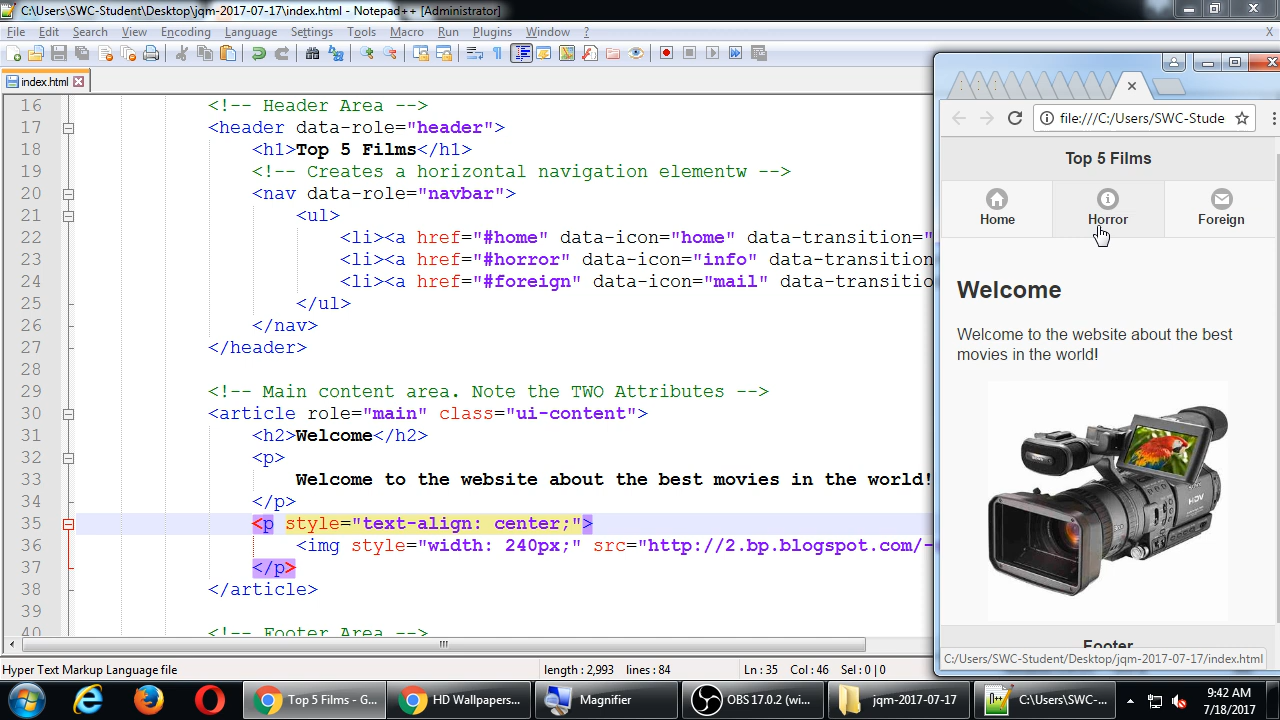 C:\Users\SWC-Student\Desktop\jqm-2017-07-17\index.html - Notepad++ [Administrator]
File Edit Search View Encoding Language Settings Tools Macro Run Plugins Window ? X
index.html
16 <!-- Header Area -->
17 <header data-role="header">
18 <h1>Top 5 Films</h1>
19 <!-- Creates a horizontal navigation elementw -->
20 <nav data-role="navbar">
21 <ul>
22 <li><a href="#home" data-icon="home" data-transition="
23 <li><a href="#horror" data-icon="info" data-transition
24 <li><a href="#foreign" data-icon="mail" data-transitio
25 </ul>
26 </nav>
27 </header>
28
29 <!-- Main content area. Note the TWO Attributes -->
30 <article role="main" class="ui-content">
31 <h2>Welcome</h2>
32 <p>
33 Welcome to the website about the best movies in the world!
34 </p>
35 <p style="text-align: center;">
36 <img style="width: 240px;" src="http://2.bp.blogspot.com/-
37 </p>
38 </article>
39
40 <!-- Footer Area -->
Hyper Text Markup Language file length : 2,993 lines : 84 Ln : 35 Col : 46 Sel : 0 | 0
file:///C:/Users/SWC-Stude
Top 5 Films
Home Horror Foreign
Welcome
Welcome to the website about the best
movies in the world!
HDV
Footer
C:/Users/SWC-Student/Desktop/jqm-2017-07-17/index.html
Top 5 Films - G...
HD Wallpapers...
Magnifier
OBS 17.0.2 (wi...
jqm-2017-07-17
C:\Users\SWC-...
9:42 AM
7/18/2017